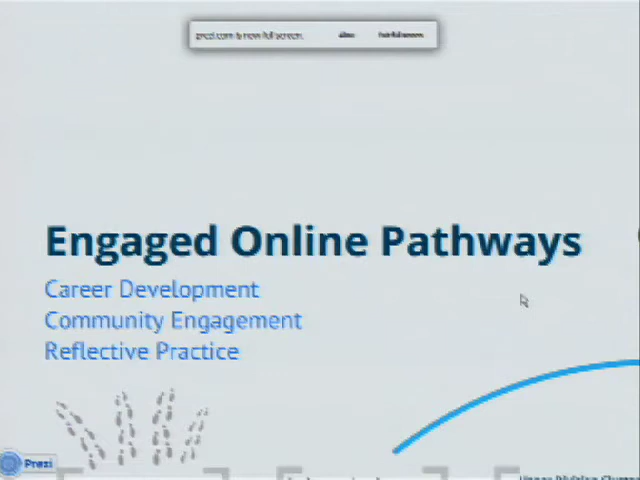 prezi.com is now full screen.
Engaged Online Pathways
Career Development
Community Engagement
Reflective Practice
Prezi